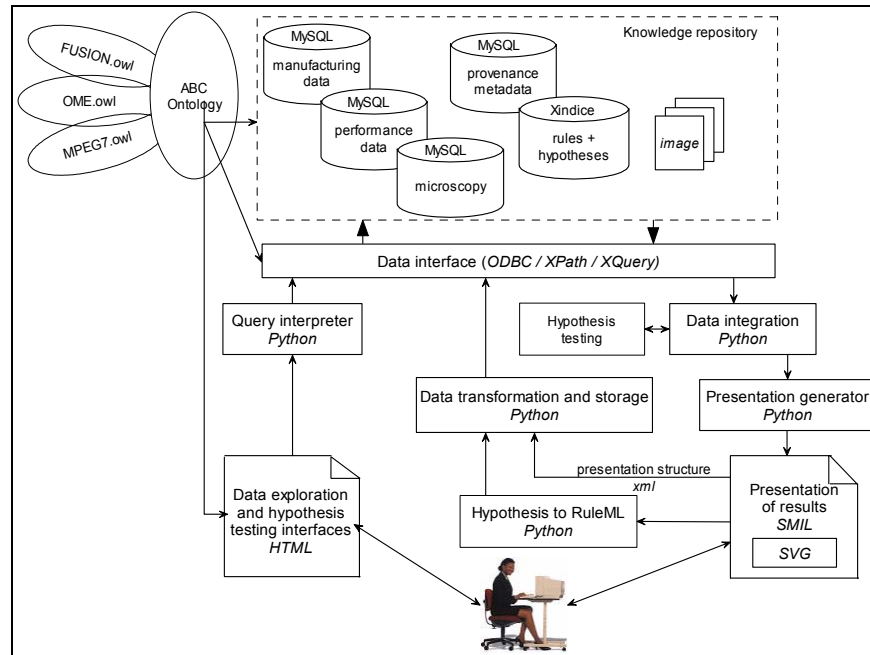 FUSION.owl
OME.owl
MPEG7.owl
ABC
Ontology
Knowledge repository
MySQL
manufacturing
data
MySQL
performance
data
MySQL
microscopy
MySQL
provenance
metadata
Xindice
rules +
hypotheses
image
Data interface (ODBC / XPath / XQuery)
Query interpreter
Python
Hypothesis
testing
Data integration
Python
Data transformation and storage
Python
Presentation generator
Python
presentation structure
xml
Data exploration
and hypothesis
testing interfaces
HTML
Hypothesis to RuleML
Python
Presentation
of results
SMIL
SVG